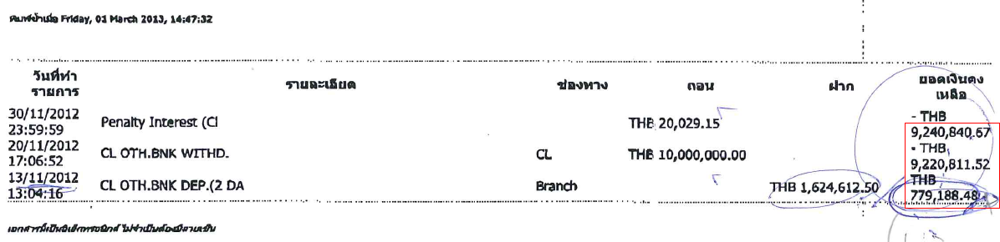 พิมพ์ซ้ำเมื่อ Friday, 01 March 2013, 14:47:32
วันที่ทำรายการ รายละเอียด ช่องทาง ถอน ฝาก ยอดเงินคงเหลือ
30/11/2012 23:59:59 Penalty Interest (Cl THB 20,029.15 - THB 9,240,840.67
20/11/2012 17:06:52 CL OTH.BNK WITHD. CL THB 10,000,000.00 - THB 9,220,811.52
13/11/2012 13:04:16 CL OTH.BNK DEP.(2 DA Branch THB 1,624,612.50 THB 779,188.48
เอกสารนี้เป็นอิเล็กทรอนิกส์ ไม่จำเป็นต้องมีลายเซ็น